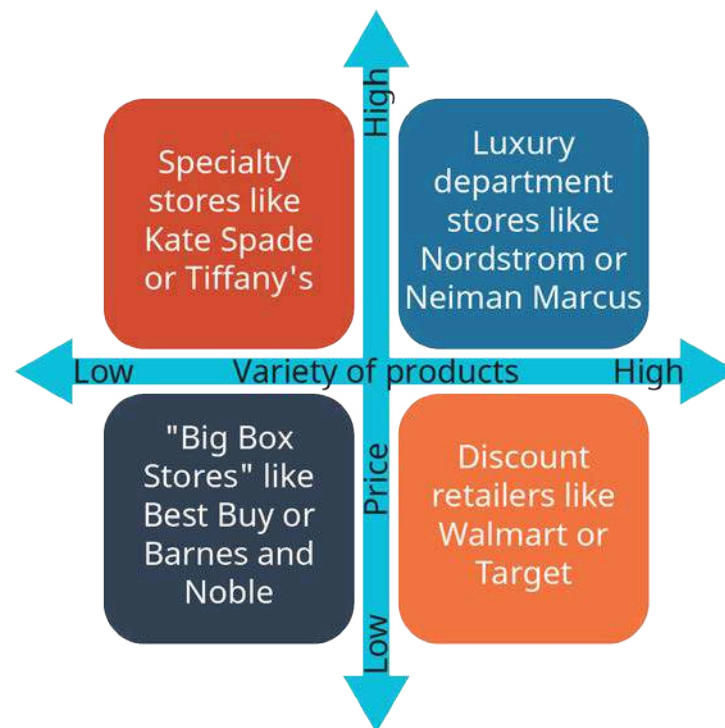 High
Specialty
stores like
Kate Spade
or Tiffany's
Luxury
department
stores like
Nordstrom or
Neiman Marcus
Low
Variety of products
High
"Big Box
Stores" like
Best Buy or
Barnes and
Noble
Price
Discount
retailers like
Walmart or
Target
Low